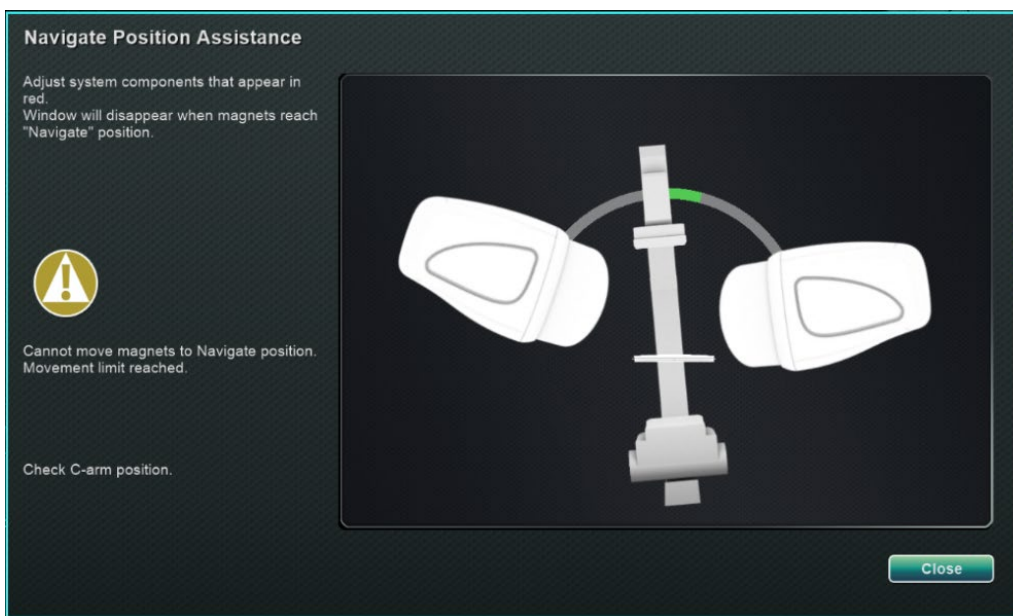 Navigate Position Assistance
Adjust system components that appear in
red.
Window will disappear when magnets reach
"Navigate" position.
Cannot move magnets to Navigate position.
Movement limit reached.
Check C-arm position.
Close